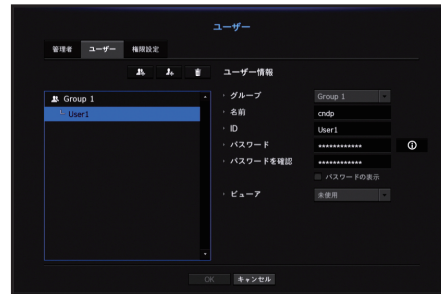 ユーザー
管理者 ユーザー 権限設定
ユーザー情報
Group 1
User1
グループ Group 1
名前 cndp
ID User1
パスワード ************
パスワードを確認 ************
パスワードの表示
ビューア 未使用
OK キャンセル